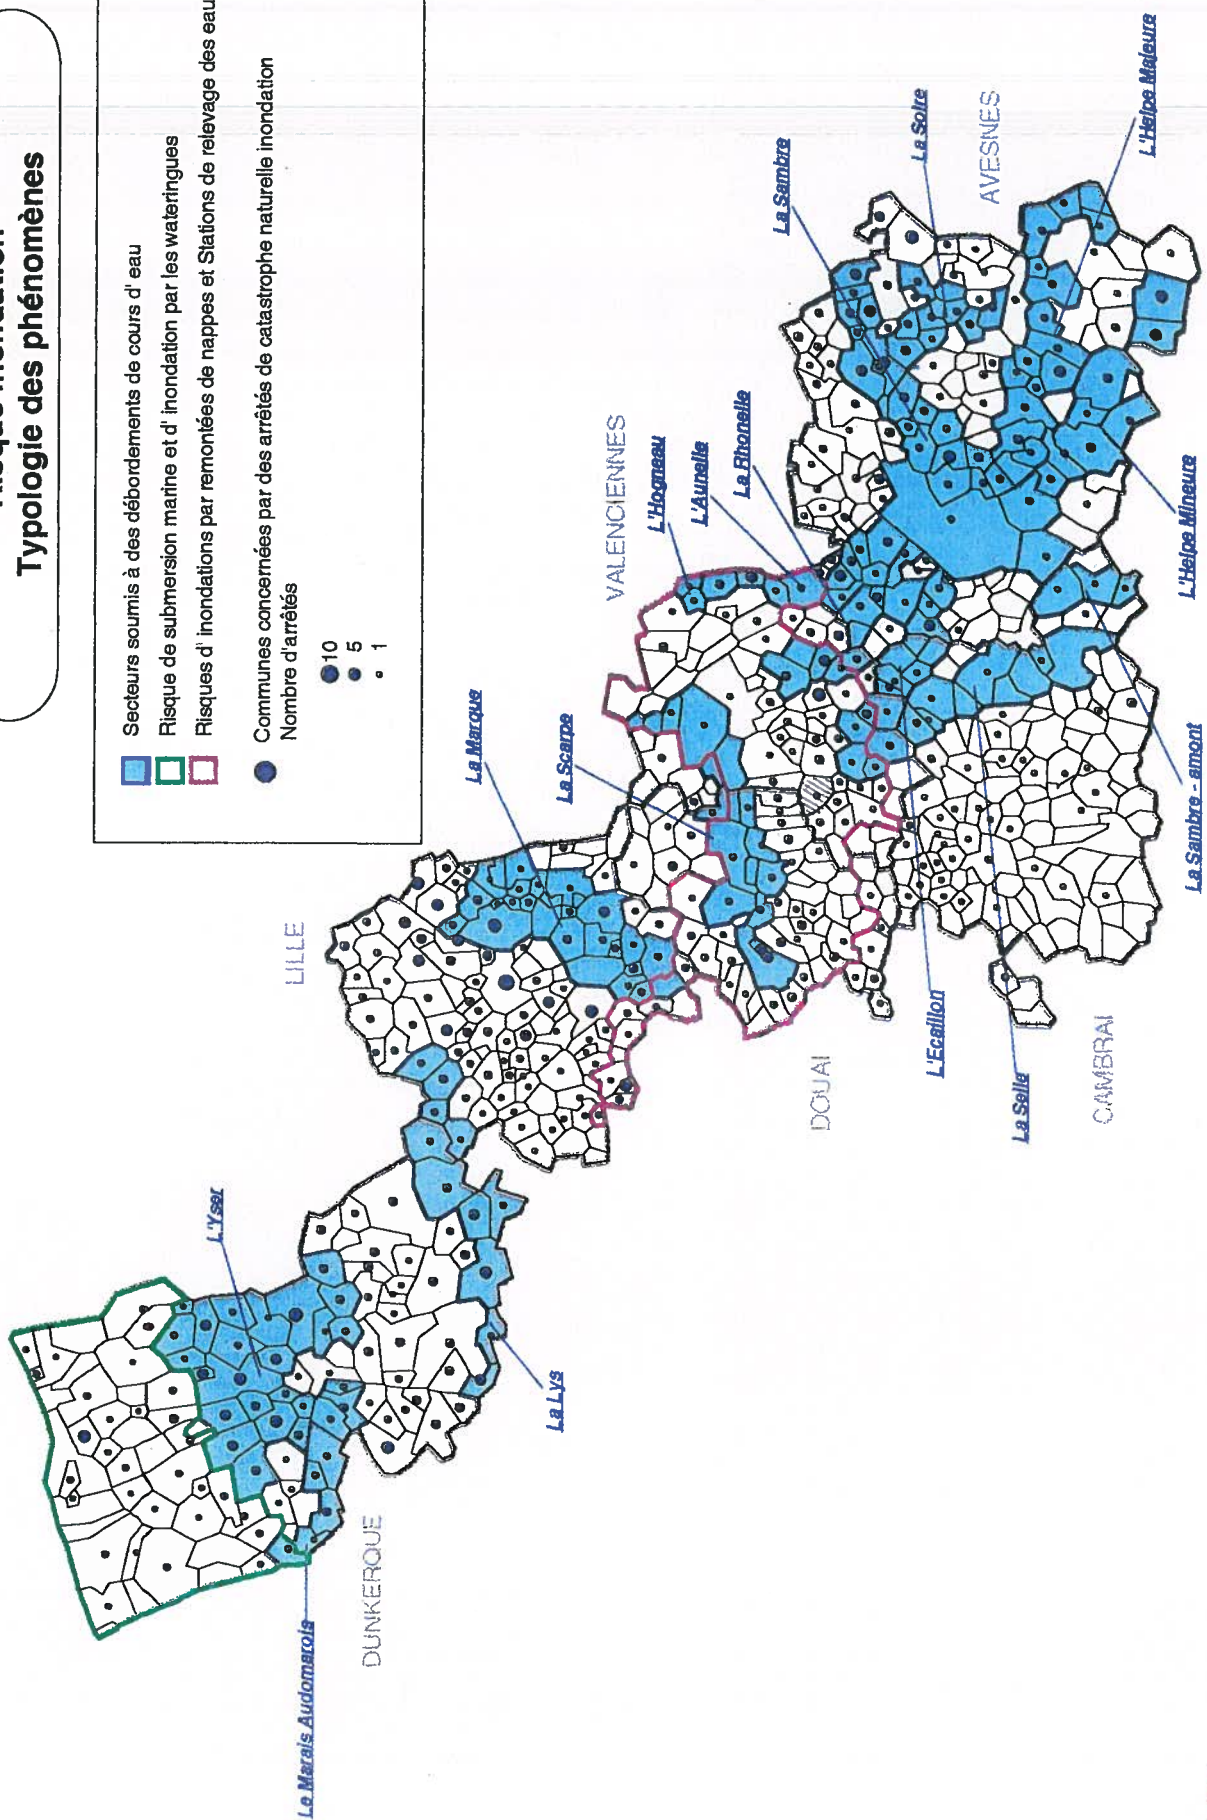 Typologie des phénomènes
Secteurs soumis à des débordements de cours d' eau
Risque de submersion marine et d' inondation par les wateringues
Risques d' inondations par remontées de nappes et Stations de relevage des eau
Communes concernées par des arrêtés de catastrophe naturelle inondation
Nombre d'arrêtés
10
5
1
Le Marais Audomarois
DUNKERQUE
L'Yser
La Lys
LILLE
La Marque
La Scarpe
DOUAI
L'Ecaillon
La Selle
CAMBRAI
VALENCIENNES
L'Hogneau
L'Aunelle
La Rhonelle
La Sambre
La Solre
AVESNES
L'Helpe Majeure
L'Helpe Mineure
La Sambre - amont